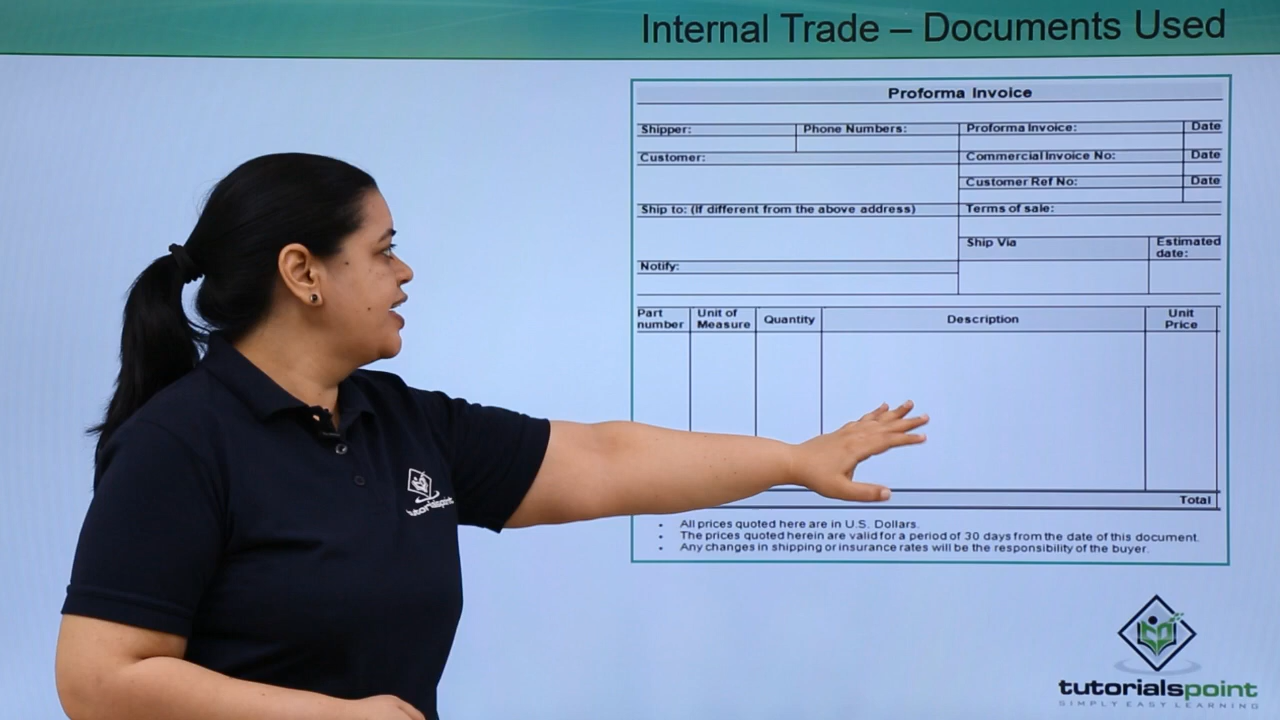 Internal Trade – Documents Used
Proforma Invoice
Shipper: Phone Numbers: Proforma Invoice: Date
Customer: Commercial Invoice No: Date
Customer Ref No: Date
Ship to: (If different from the above address) Terms of sale:
Ship Via Estimated
date:
Notify:
Part Unit of Quantity Description Unit
number Measure Price
Total
• All prices quoted here are in U.S. Dollars.
• The prices quoted herein are valid for a period of 30 days from the date of this document.
• Any changes in shipping or insurance rates will be the responsibility of the buyer.
tutorialspoint
tutorialspoint
SIMPLY EASY LEARNING